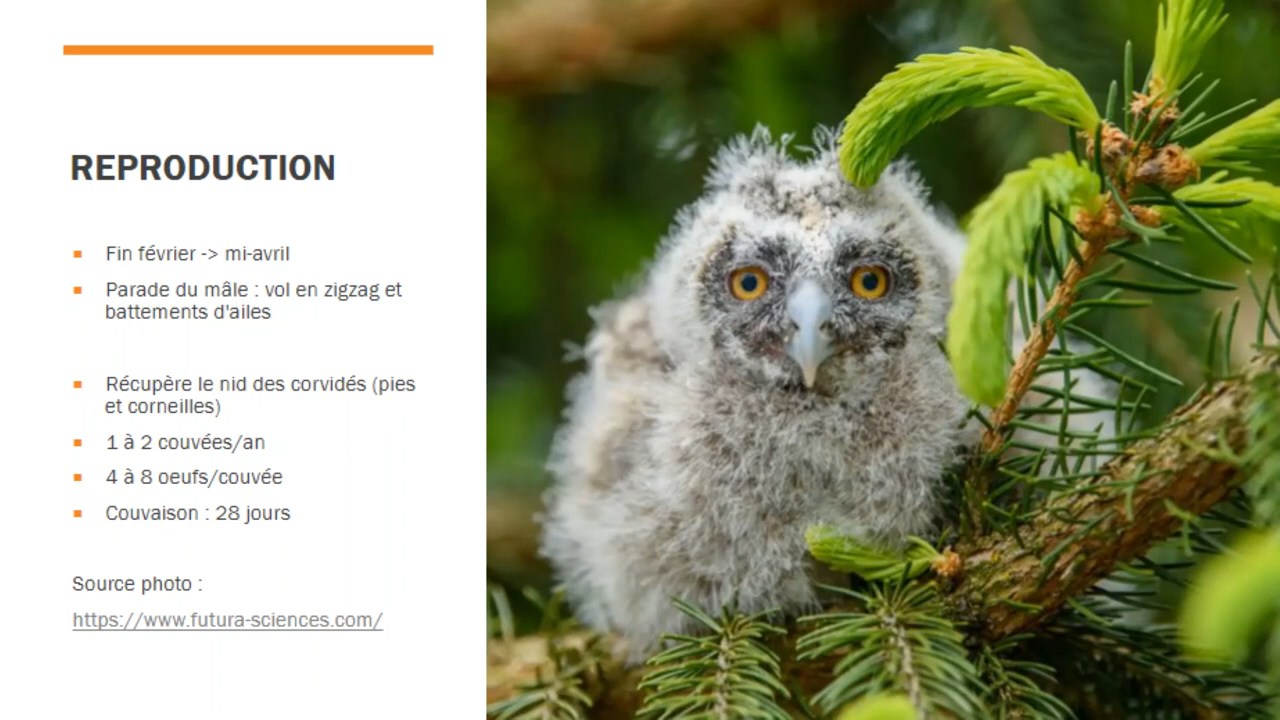 REPRODUCTION
Fin février -> mi-avril
Parade du mâle : vol en zigzag et
battements d'ailes
Récupère le nid des corvidés (pies
et corneilles)
1 à 2 couvées/an
4 à 8 oeufs/couvée
Couvaison : 28 jours
Source photo :
https://www.futura-sciences.com/